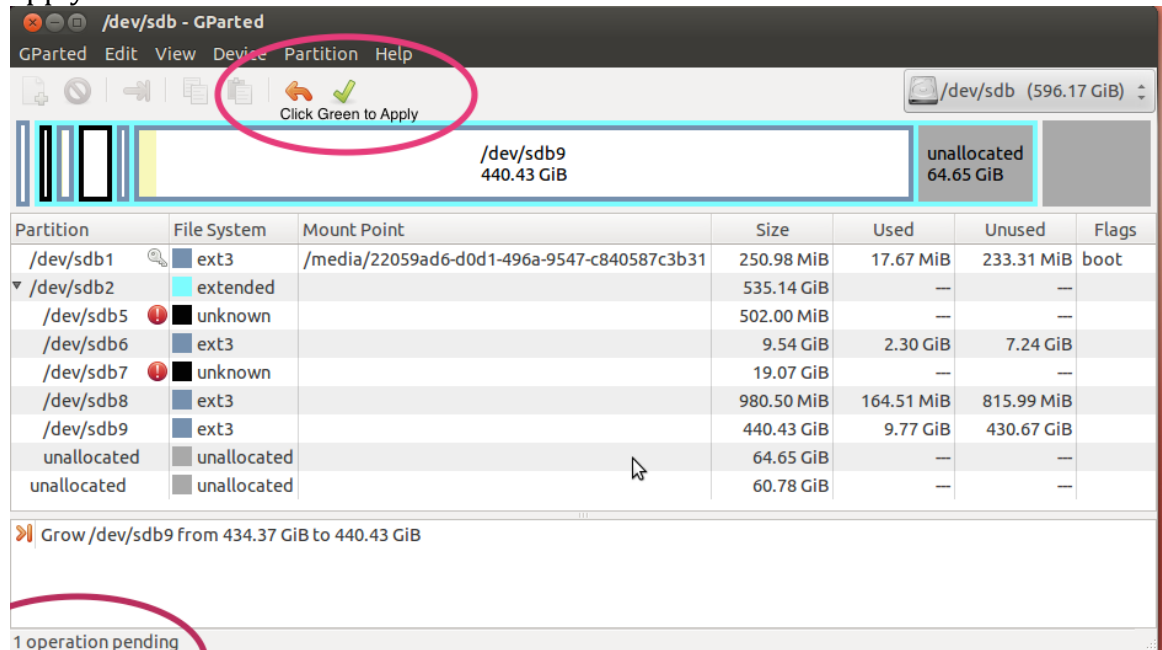 /dev/sdb - GParted
GParted Edit View Device Partition Help
Click Green to Apply
/dev/sdb (596.17 GiB)
/dev/sdb9
440.43 GiB
unallocated
64.65 GiB
Partition File System Mount Point Size Used Unused Flags
/dev/sdb1 ext3 /media/22059ad6-d0d1-496a-9547-c840587c3b31 250.98 MiB 17.67 MiB 233.31 MiB boot
/dev/sdb2 extended 535.14 GiB --- ---
/dev/sdb5 unknown 502.00 MiB --- ---
/dev/sdb6 ext3 9.54 GiB 2.30 GiB 7.24 GiB
/dev/sdb7 unknown 19.07 GiB --- ---
/dev/sdb8 ext3 980.50 MiB 164.51 MiB 815.99 MiB
/dev/sdb9 ext3 440.43 GiB 9.77 GiB 430.67 GiB
unallocated unallocated 64.65 GiB --- ---
unallocated unallocated 60.78 GiB --- ---
Grow /dev/sdb9 from 434.37 GiB to 440.43 GiB
1 operation pending